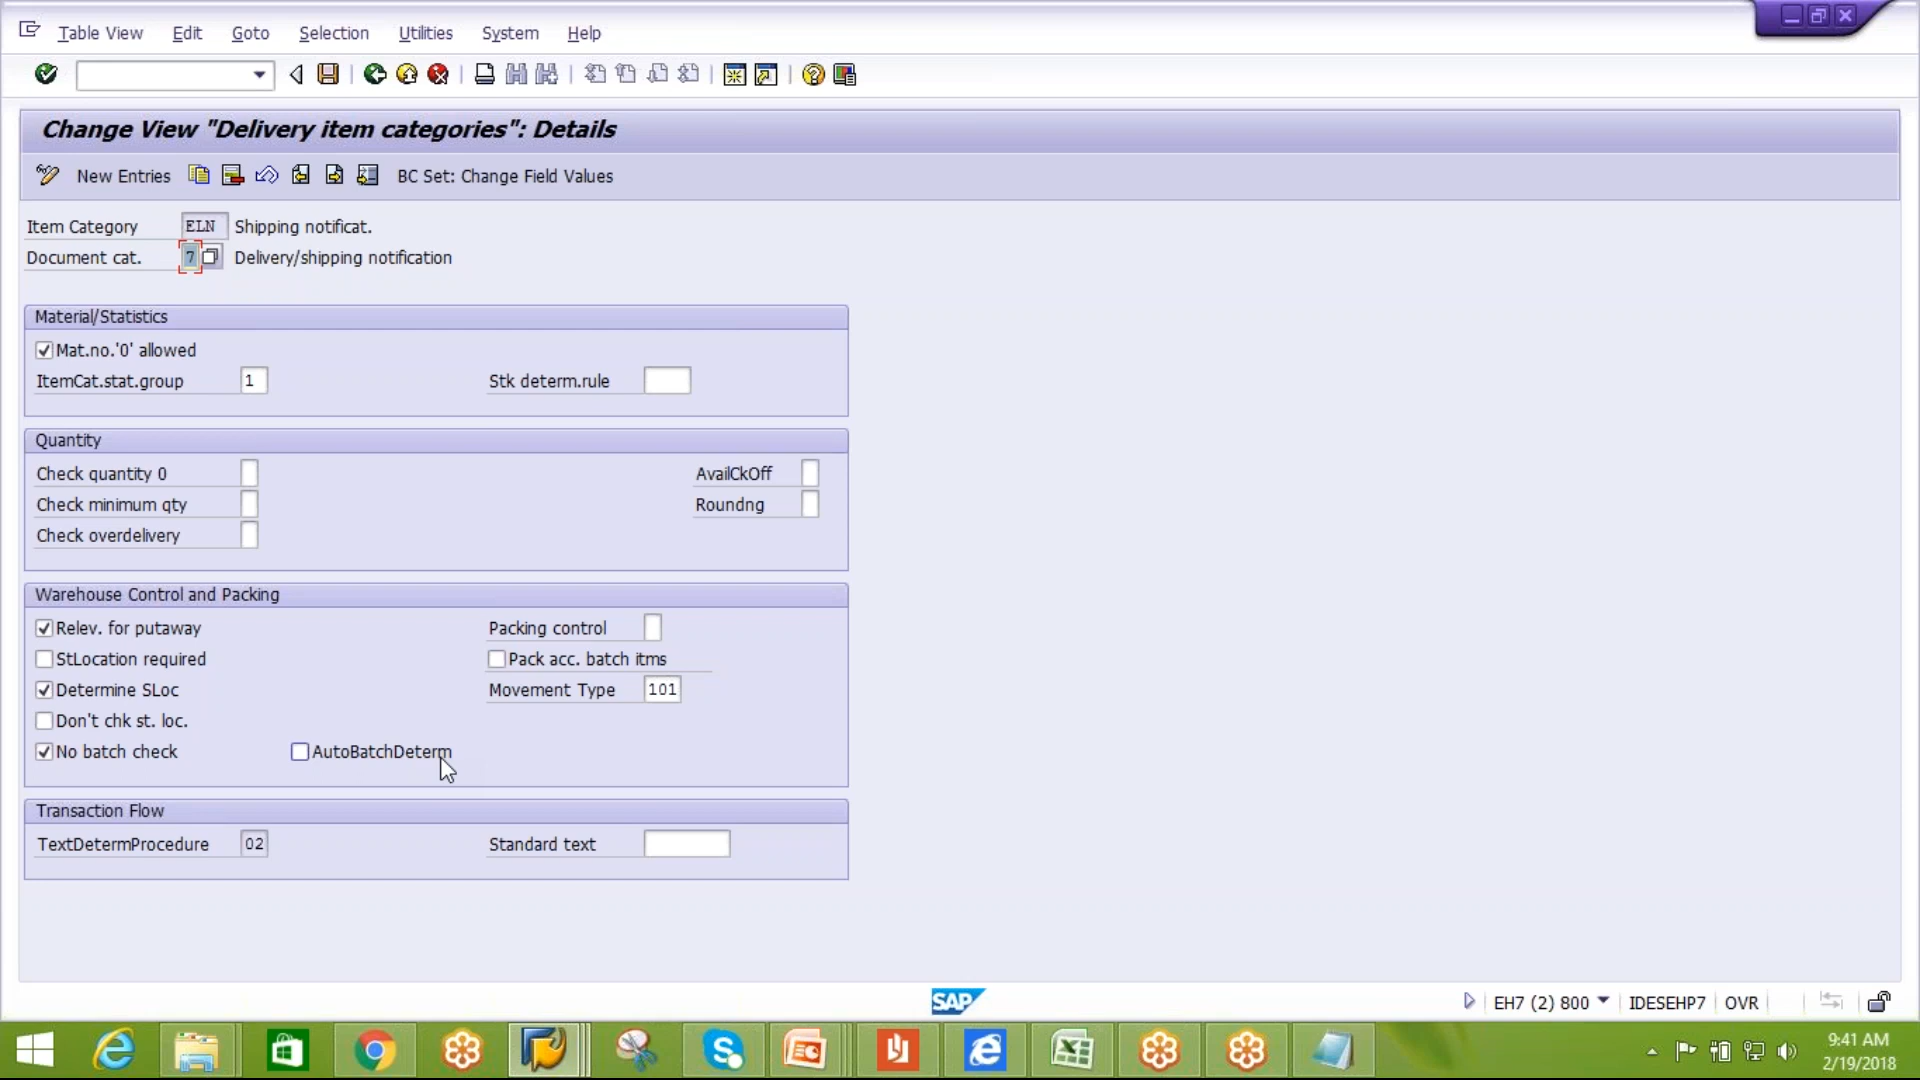 Table View Edit Goto Selection Utilities System Help
Change View "Delivery item categories": Details
New Entries BC Set: Change Field Values
Item Category ELN Shipping notificat.
Document cat. 7 Delivery/shipping notification
Material/Statistics
Mat.no.'0' allowed
ItemCat.stat.group 1 Stk determ.rule
Quantity
Check quantity 0 AvailCkOff
Check minimum qty Roundng
Check overdelivery
Warehouse Control and Packing
Relev. for putaway Packing control
StLocation required Pack acc. batch itms
Determine SLoc Movement Type 101
Don't chk st. loc.
No batch check AutoBatchDeterm
Transaction Flow
TextDetermProcedure 02 Standard text
SAP EH7 (2) 800 IDESEHP7 OVR
9:41 AM
2/19/2018